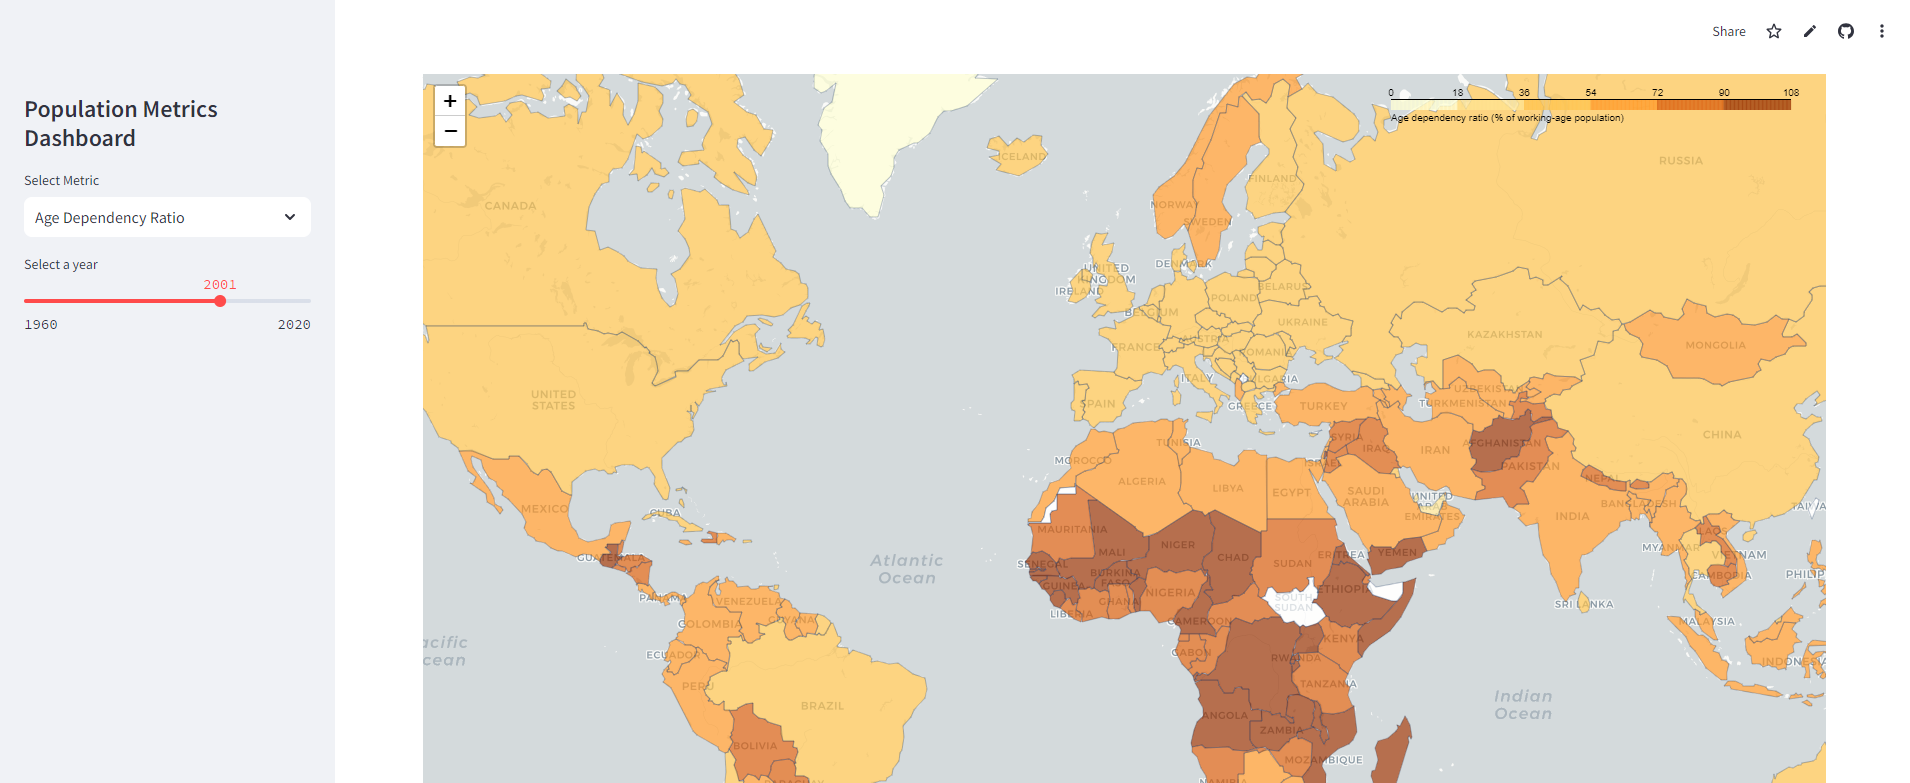 Share
Population Metrics
Dashboard
Select Metric
Age Dependency Ratio
Select a year
2001
1960
2020
+
−
0 18 36 54 72 90 108
Age dependency ratio (% of working-age population)
RUSSIA
ICELAND
FINLAND
CANADA
NORWAY
SWEDEN
DENMARK
UNITED
KINGDOM
IRELAND
BELARUS
POLAND
BELGIUM
UKRAINE
KAZAKHSTAN
AUSTRIA
FRANCE
ROMANIA
MONGOLIA
ITALY
BULGARIA
UZBEKISTAN
UNITED
STATES
SPAIN
GREECE
TURKEY
TURKMENISTAN
CHINA
SYRIA
TUNISIA
AFGHANISTAN
IRAQ
IRAN
MOROCCO
ISRAEL
PAKISTAN
NEPAL
ALGERIA
LIBYA
EGYPT
SAUDI
ARABIA
UNITED
ARAB
EMIRATES
BANGLADESH
INDIA
TAIWAN
MEXICO
CUBA
MAURITANIA
LAOS
MYANMAR
VIETNAM
MALI
NIGER
CHAD
ERITREA
YEMEN
GUATEMALA
Atlantic
Ocean
SENEGAL
SUDAN
BURKINA
FASO
CAMBODIA
PHILIP
GUINEA
NIGERIA
ETHIOPIA
PANAMA
VENEZUELA
GHANA
SOUTH
SUDAN
SRI LANKA
LIBERIA
COLOMBIA
GUYANA
CAMEROON
MALAYSIA
KENYA
acific
cean
ECUADOR
GABON
RWANDA
INDONESIA
PERU
TANZANIA
Indian
Ocean
BRAZIL
ANGOLA
ZAMBIA
BOLIVIA
MOZAMBIQUE
NAMIBIA
PARAGUAY